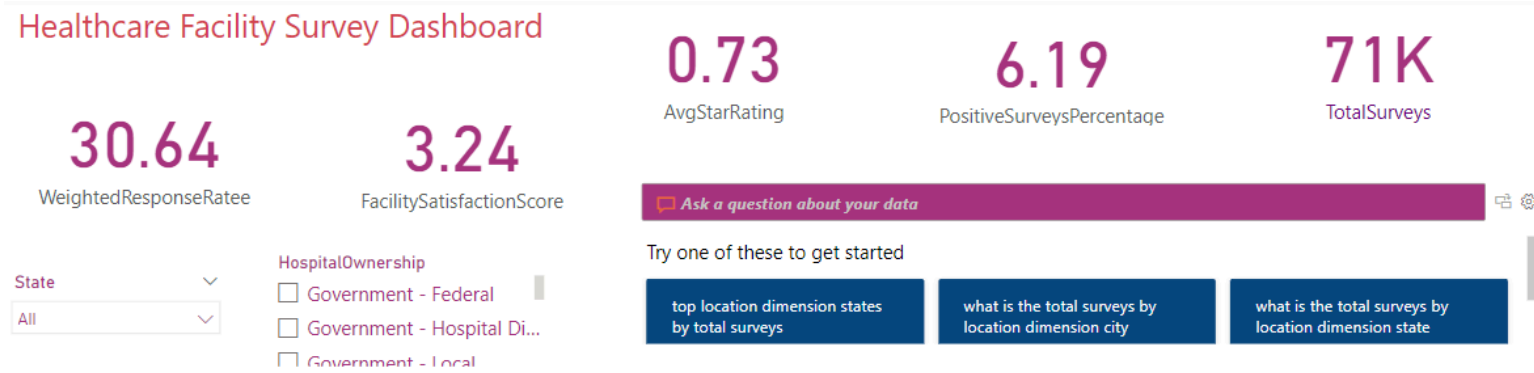 Healthcare Facility Survey Dashboard
0.73
AvgStarRating
6.19
PositiveSurveysPercentage
71K
TotalSurveys
30.64
WeightedResponseRatee
3.24
FacilitySatisfactionScore
Ask a question about your data
Try one of these to get started
top location dimension states
by total surveys
what is the total surveys by
location dimension city
what is the total surveys by
location dimension state
State
All
HospitalOwnership
Government - Federal
Government - Hospital Di...
Government - Local